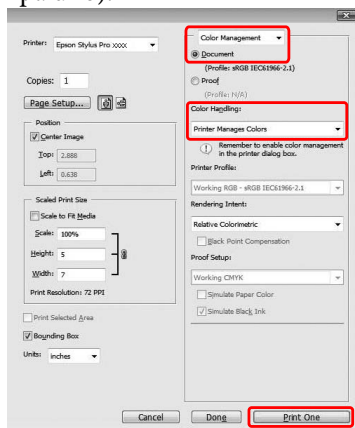 Printer: Epson Stylus Pro xxxx
Copies: 1
Page Setup...
Position
Center Image
Top: 2.888
Left: 0.638
Scaled Print Size
Scale to Fit Media
Scale: 100%
Height: 5
Width: 7
Print Resolution: 72 PPI
Print Selected Area
Bounding Box
Units: inches
Color Management
Document
(Profile: sRGB IEC61966-2.1)
Proof
(Profile: N/A)
Color Handling:
Printer Manages Colors
Remember to enable color management
in the printer dialog box.
Printer Profile:
Working RGB - sRGB IEC61966-2.1
Rendering Intent:
Relative Colorimetric
Black Point Compensation
Proof Setup:
Working CMYK
Simulate Paper Color
Simulate Black Ink
Cancel
Done
Print One